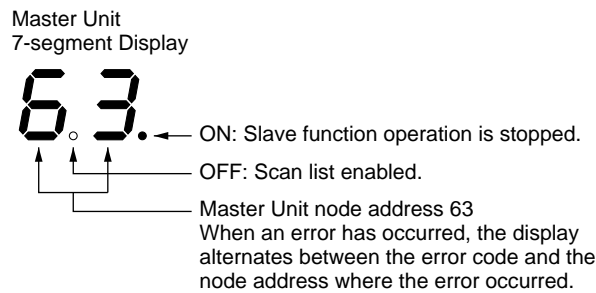 Master Unit
7-segment Display
6. 3.
ON: Slave function operation is stopped.
OFF: Scan list enabled.
Master Unit node address 63
When an error has occurred, the display
alternates between the error code and the
node address where the error occurred.